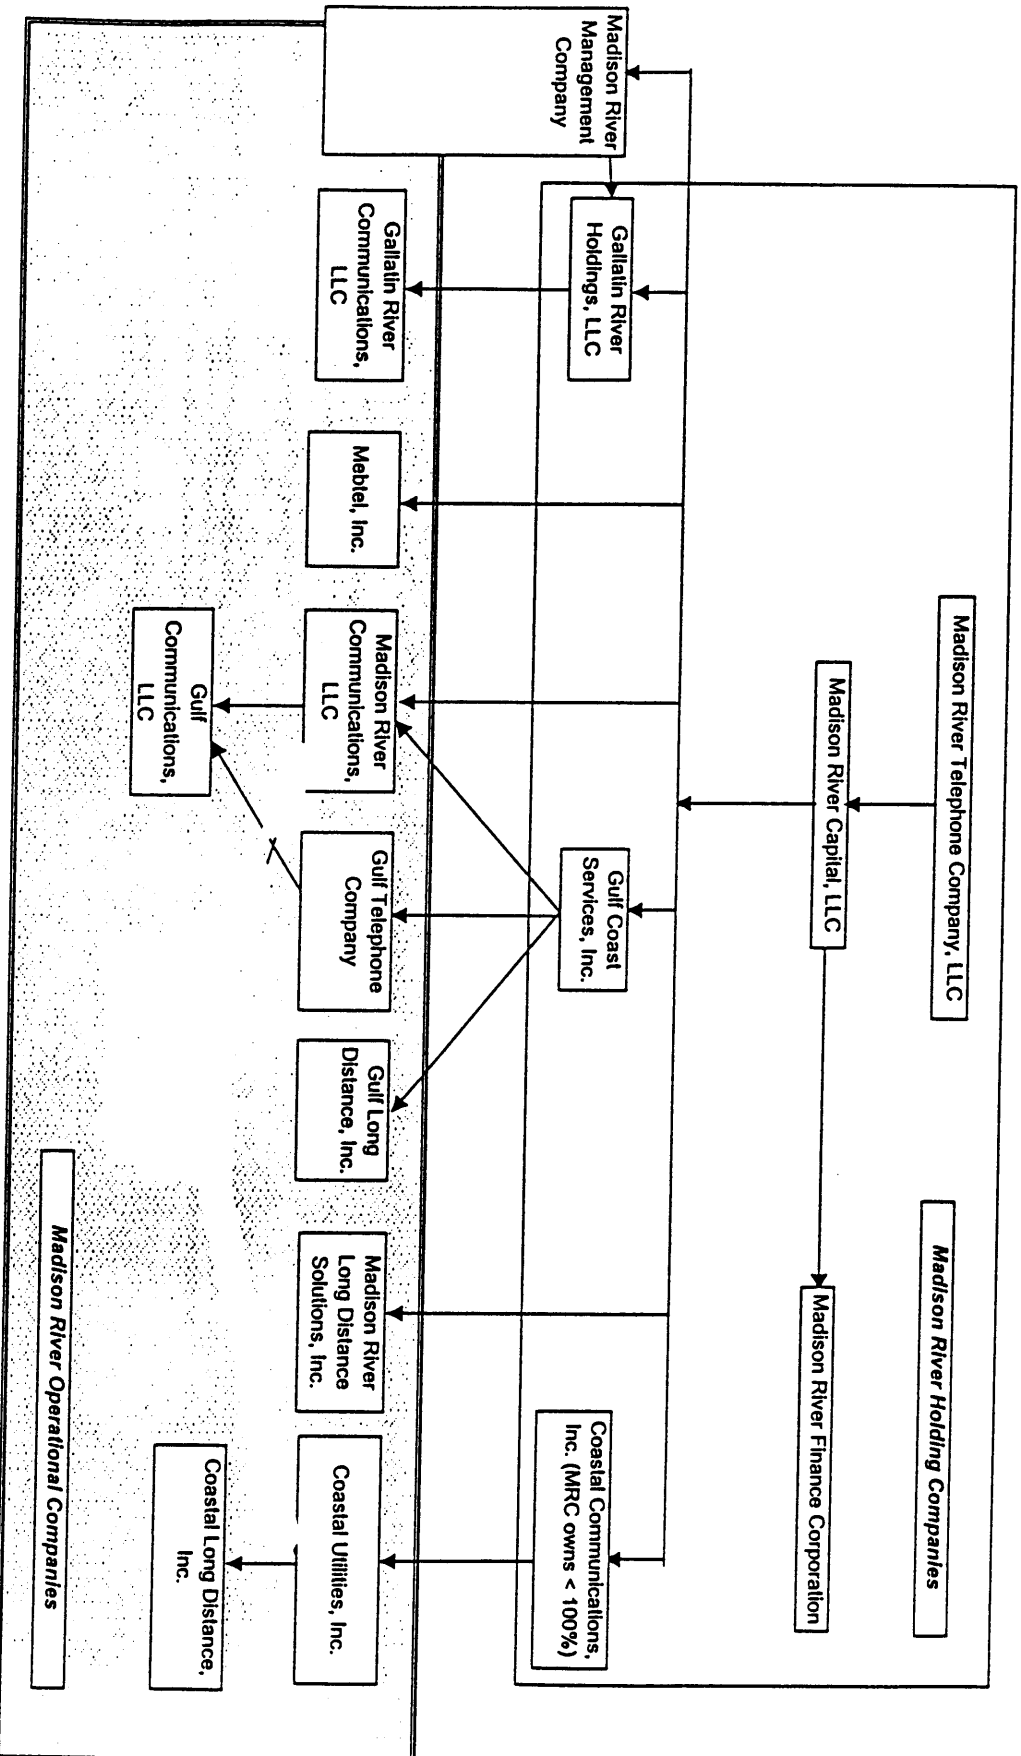 Madison River Holding Companies
Madison River Telephone Company, LLC
Madison River Capital, LLC
Madison River Finance Corporation
Madison River
Management
Company
Gallatin River
Holdings, LLC
Gulf Coast
Services, Inc.
Coastal Communications,
Inc. (MRC owns < 100%)
Gallatin River
Communications,
LLC
Mebtel, Inc.
Madison River
Communications,
LLC
Gulf Telephone
Company
Gulf Long
Distance, Inc.
Madison River
Long Distance
Solutions, Inc.
Coastal Utilities, Inc.
Gulf
Communications,
LLC
Coastal Long Distance,
Inc.
Madison River Operational Companies